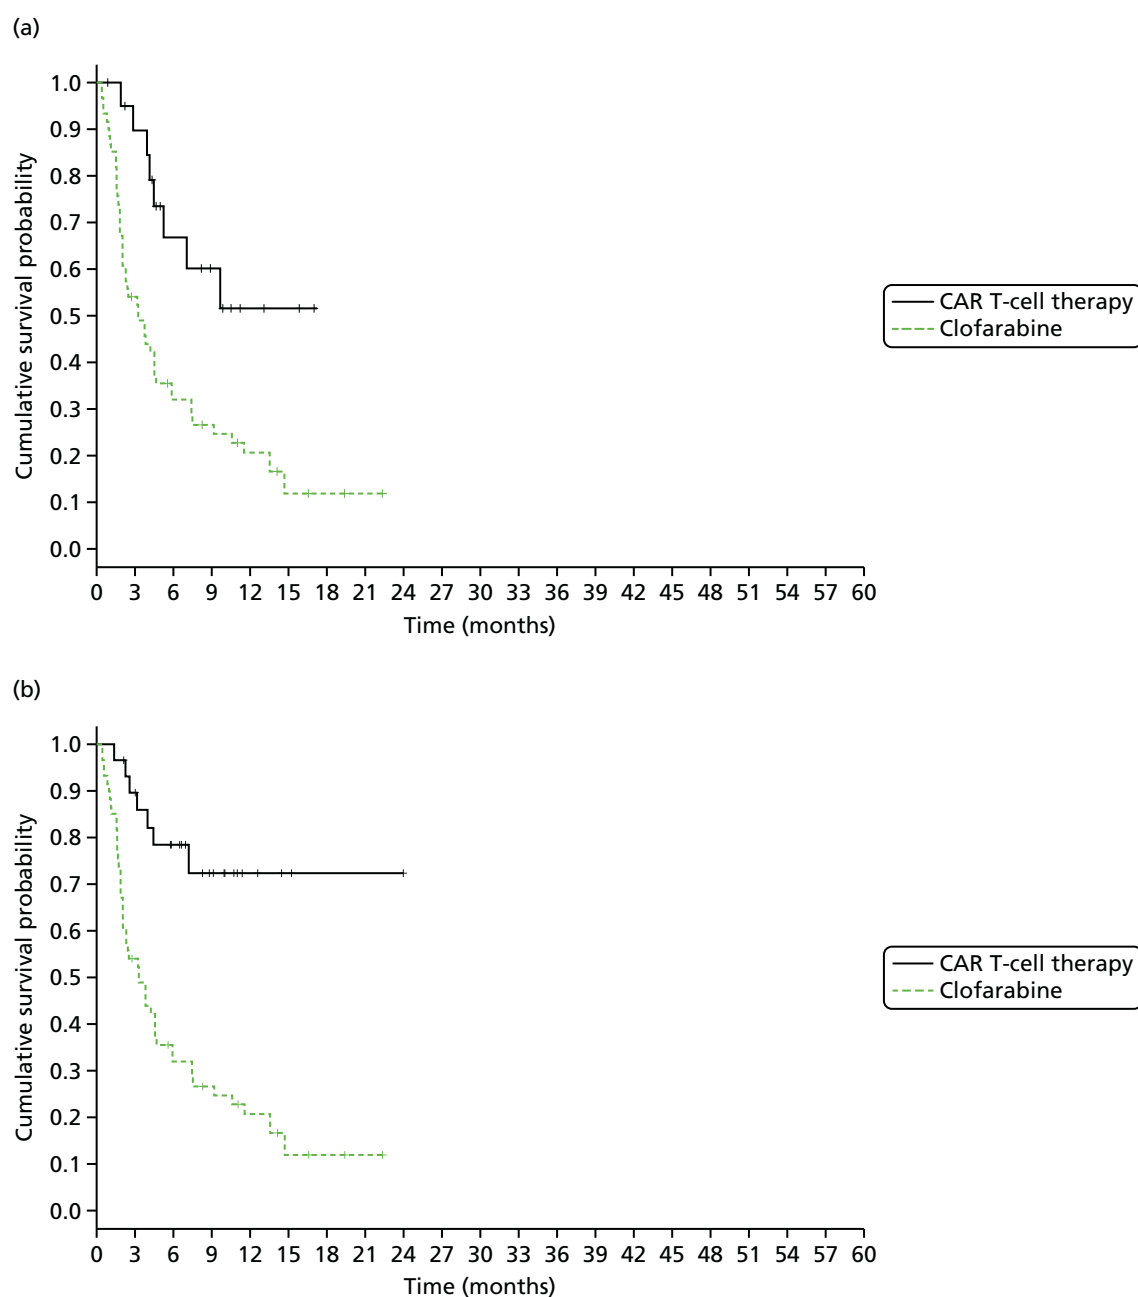 (a)
1.0
0.9
0.8
0.7
0.6
0.5
0.4
0.3
0.2
0.1
0.0
Cumulative survival probability
0 3 6 9 12 15 18 21 24 27 30 33 36 39 42 45 48 51 54 57 60
Time (months)
CAR T-cell therapy
Clofarabine
(b)
1.0
0.9
0.8
0.7
0.6
0.5
0.4
0.3
0.2
0.1
0.0
Cumulative survival probability
0 3 6 9 12 15 18 21 24 27 30 33 36 39 42 45 48 51 54 57 60
Time (months)
CAR T-cell therapy
Clofarabine